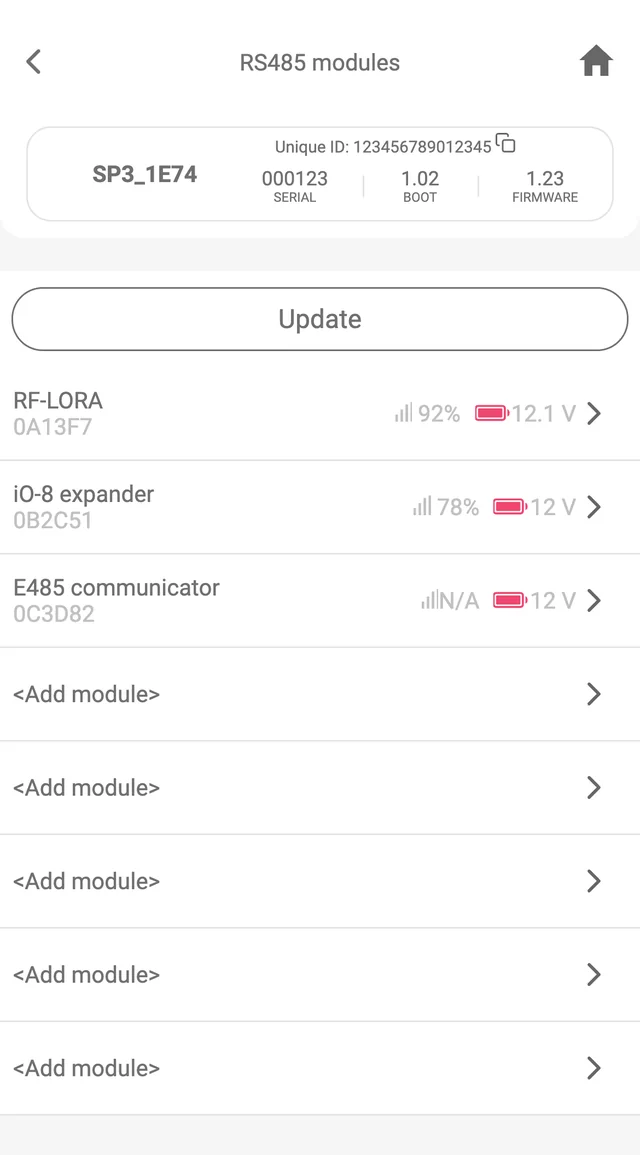 RS485 modules
Unique ID: 123456789012345
SP3_1E74
000123 1.02 1.23
SERIAL BOOT FIRMWARE
Update
RF-LORA
0A13F7
92% 12.1 V
iO-8 expander
0B2C51
78% 12 V
E485 communicator
0C3D82
N/A 12 V
<Add module>
<Add module>
<Add module>
<Add module>
<Add module>